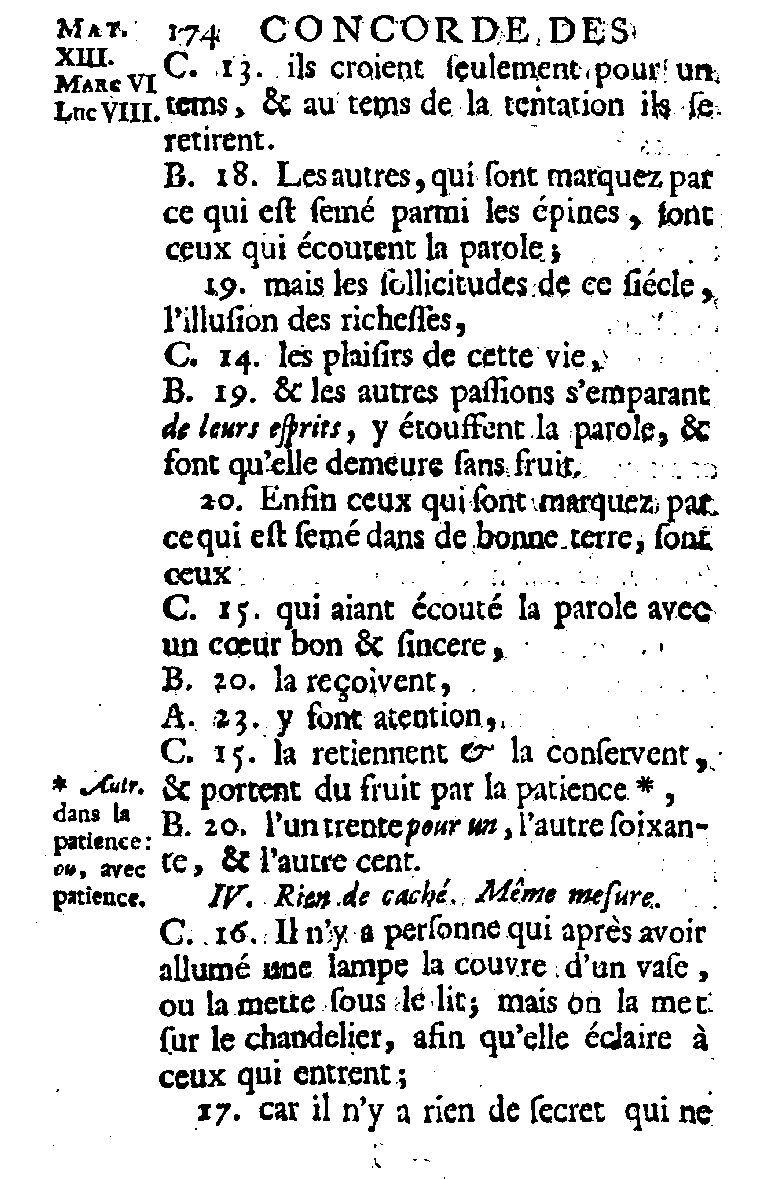 MAT. XIII.
MARC VI
LUC VIII.
174 CONCORDE DES
C. 13. ils croient ſeulement pour un
tems, & au tems de la tentation ils ſe
retirent.
B. 18. Les autres, qui ſont marquez par
ce qui eſt ſemé parmi les épines, ſont
ceux qui écoutent la parole;
19. mais les ſollicitudes de ce ſiécle,
l'illuſion des richeſſes,
C. 14. les plaiſirs de cette vie,
B. 19. & les autres paſſions s'emparant
de leurs eſprits, y étouffent la parole, &
font qu'elle demeure ſans fruit.
20. Enfin ceux qui ſont marquez par
ce qui eſt ſemé dans de bonne terre, ſont
ceux
C. 15. qui aiant écouté la parole avec
un cœur bon & ſincere,
B. 20. la reçoivent,
A. 23. y font atention,
C. 15. la retiennent & la conſervent,
& portent du fruit par la patience *,
B. 20. l'un trente pour un, l'autre ſoixan-
te, & l'autre cent.
* Autr.
dans la
patience:
ou, avec
patience.
IV. Rien de caché. Même meſure.
C. 16. Il n'y a perſonne qui après avoir
allumé une lampe la couvre d'un vaſe,
ou la mette ſous le lit; mais on la met
ſur le chandelier, afin qu'elle éclaire à
ceux qui entrent;
17. car il n'y a rien de ſecret qui ne